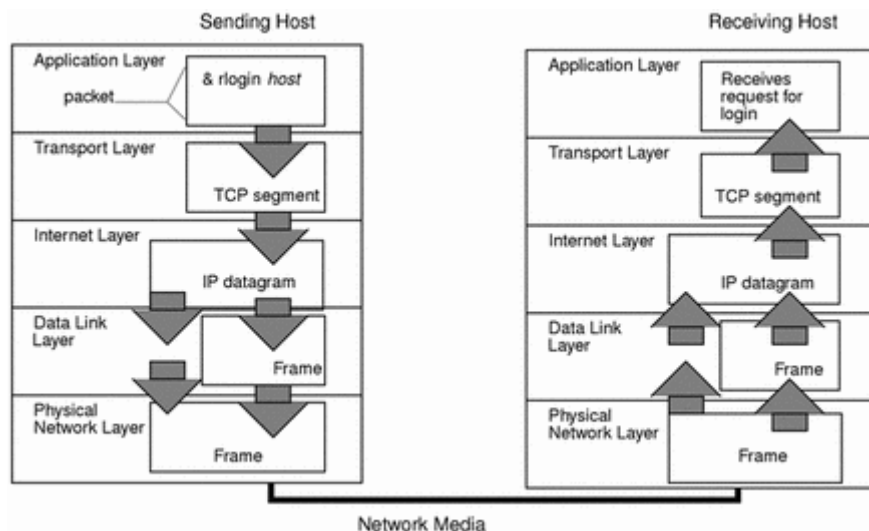 Sending Host
Application Layer
& rlogin host
packet
Transport Layer
TCP segment
Internet Layer
IP datagram
Data Link
Layer
Frame
Physical
Network Layer
Frame
Receiving Host
Application Layer
Receives
request for
login
Transport Layer
TCP segment
Internet Layer
IP datagram
Data Link
Layer
Frame
Physical
Network Layer
Frame
Network Media